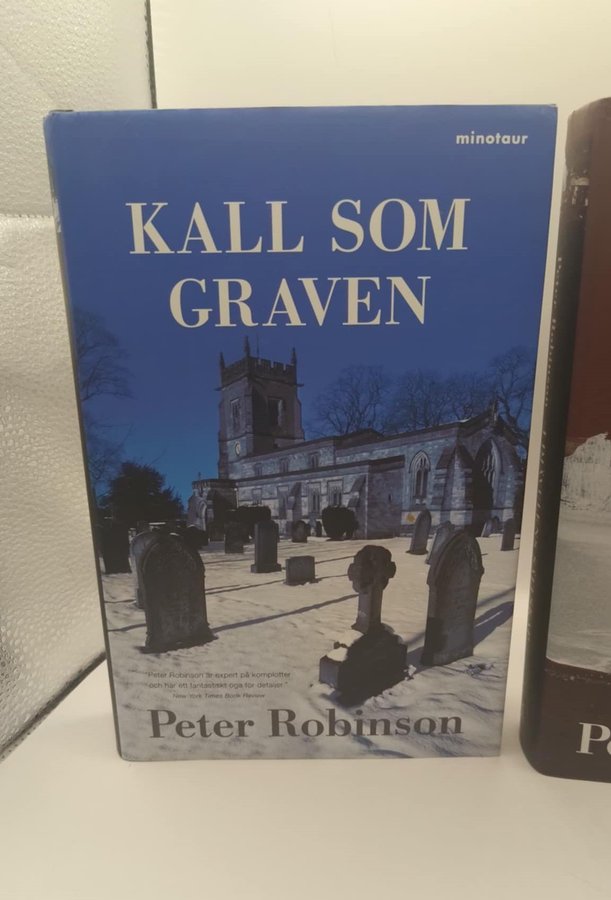 minotaur
KALL SOM
GRAVEN
"Peter Robinson är expert på komplotter
och har ett fantastiskt öga för detaljer."
New York Times Book Review
Peter Robinson